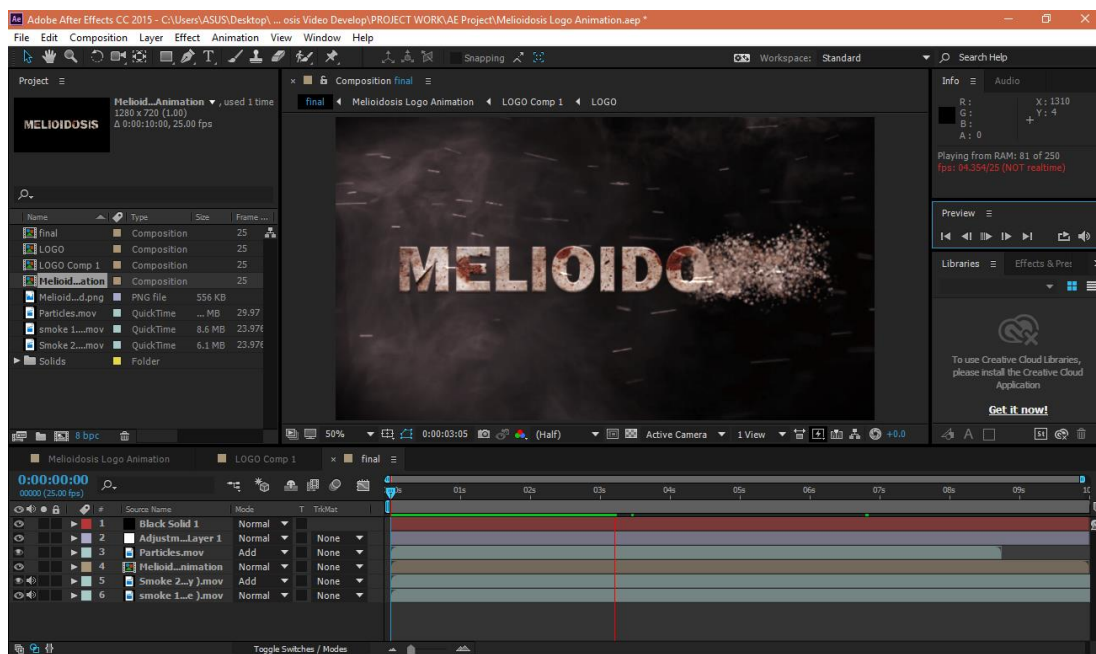 Adobe After Effects CC 2015 - C:\Users\ASUS\Desktop\ ... osis Video Develop\PROJECT WORK\AE Project\Melioidosis Logo Animation.aep *
File Edit Composition Layer Effect Animation View Window Help
Snapping
Workspace: Standard
Search Help
Project
Melioid...Animation ▼ , used 1 time
1280 x 720 (1.00)
Δ 0:00:10:00, 25.00 fps
MELIOIDOSIS
Name Type Size Frame ...
final Composition 25
LOGO Composition 25
LOGO Comp 1 Composition 25
Melioid...ation Composition 25
Melioid...d.png PNG file 556 KB
Particles.mov QuickTime ... MB 29.97
smoke 1....mov QuickTime 8.6 MB 23.976
Smoke 2....mov QuickTime 6.1 MB 23.976
Solids Folder
8 bpc
Composition final
final Melioidosis Logo Animation LOGO Comp 1 LOGO
MELIOIDO
50% 0:00:03:05 (Half) Active Camera 1 View +0.0
Info Audio
R : X : 1310
G : Y : 4
B :
A : 0
Playing from RAM: 81 of 250
fps: 04.354/25 (NOT realtime)
Preview
Libraries Effects & Pre:
To use Creative Cloud Libraries,
please install the Creative Cloud
Application
Get it now!
Melioidosis Logo Animation LOGO Comp 1 final
0:00:00:00
00000 (25.00 fps)
01s 02s 03s 04s 05s 06s 07s 08s 09s
# Source Name Mode T TrkMat
1 Black Solid 1 Normal
2 Adjustm...Layer 1 Normal None
3 Particles.mov Add None
4 Melioid...nimation Normal None
5 Smoke 2...y ).mov Add None
6 smoke 1...e ).mov Normal None
Toggle Switches / Modes